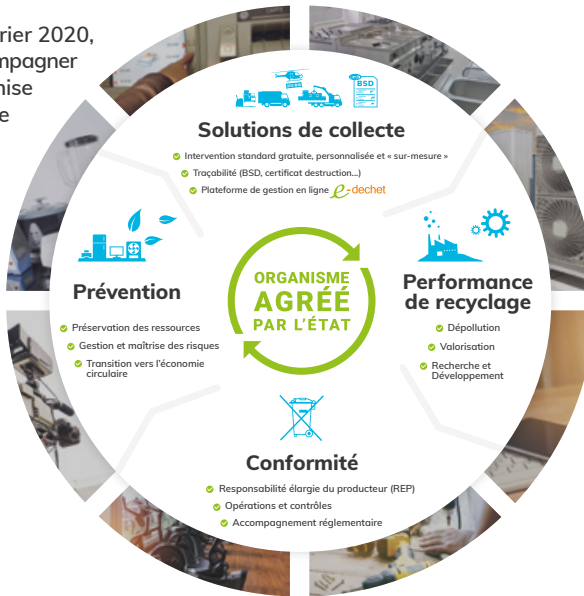 rier 2020,
mpagner
nise
e
BSD
Solutions de collecte
Intervention standard gratuite, personnalisée et « sur-mesure »
Traçabilité (BSD, certificat destruction...)
Plateforme de gestion en ligne e-dechet
Prévention
Préservation des ressources
Gestion et maîtrise des risques
Transition vers l'économie
circulaire
ORGANISME
AGRÉÉ
PAR L'ÉTAT
Performance
de recyclage
Dépollution
Valorisation
Recherche et
Développement
Conformité
Responsabilité élargie du producteur (REP)
Opérations et contrôles
Accompagnement réglementaire